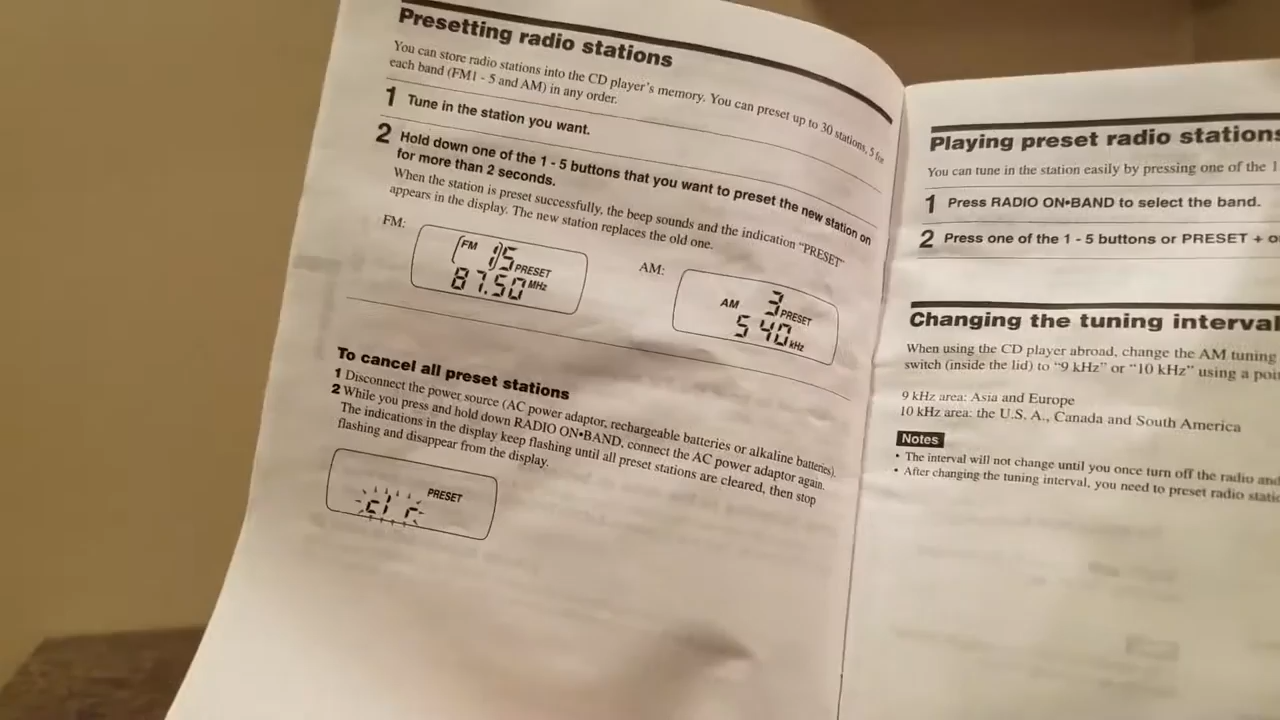 Presetting radio stations
You can store radio stations into the CD player's memory. You can preset up to 30 stations, 5 for
each band (FM1 - 5 and AM) in any order.
1 Tune in the station you want.
2 Hold down one of the 1 - 5 buttons that you want to preset the new station on
for more than 2 seconds.
When the station is preset successfully, the beep sounds and the indication "PRESET"
appears in the display. The new station replaces the old one.
FM:
FM 1 5 PRESET
87.50 MHz
AM:
AM 3 PRESET
540 kHz
To cancel all preset stations
1 Disconnect the power source (AC power adaptor, rechargeable batteries or alkaline batteries).
2 While you press and hold down RADIO ON•BAND, connect the AC power adaptor again.
The indications in the display keep flashing until all preset stations are cleared, then stop
flashing and disappear from the display.
PRESET
clr
Playing preset radio stations
You can tune in the station easily by pressing one of the 1
1 Press RADIO ON•BAND to select the band.
2 Press one of the 1 - 5 buttons or PRESET + o
Changing the tuning interval
When using the CD player abroad, change the AM tuning
switch (inside the lid) to "9 kHz" or "10 kHz" using a poi
9 kHz area: Asia and Europe
10 kHz area: the U. S. A., Canada and South America
Notes
• The interval will not change until you once turn off the radio and
• After changing the tuning interval, you need to preset radio stati